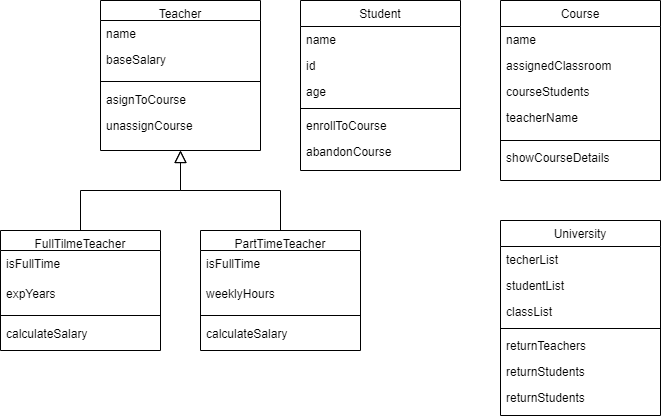 Teacher
name
baseSalary
asignToCourse
unassignCourse
Student
name
id
age
enrollToCourse
abandonCourse
Course
name
assignedClassroom
courseStudents
teacherName
showCourseDetails
FullTilmeTeacher
isFullTime
expYears
calculateSalary
PartTimeTeacher
isFullTime
weeklyHours
calculateSalary
University
techerList
studentList
classList
returnTeachers
returnStudents
returnStudents